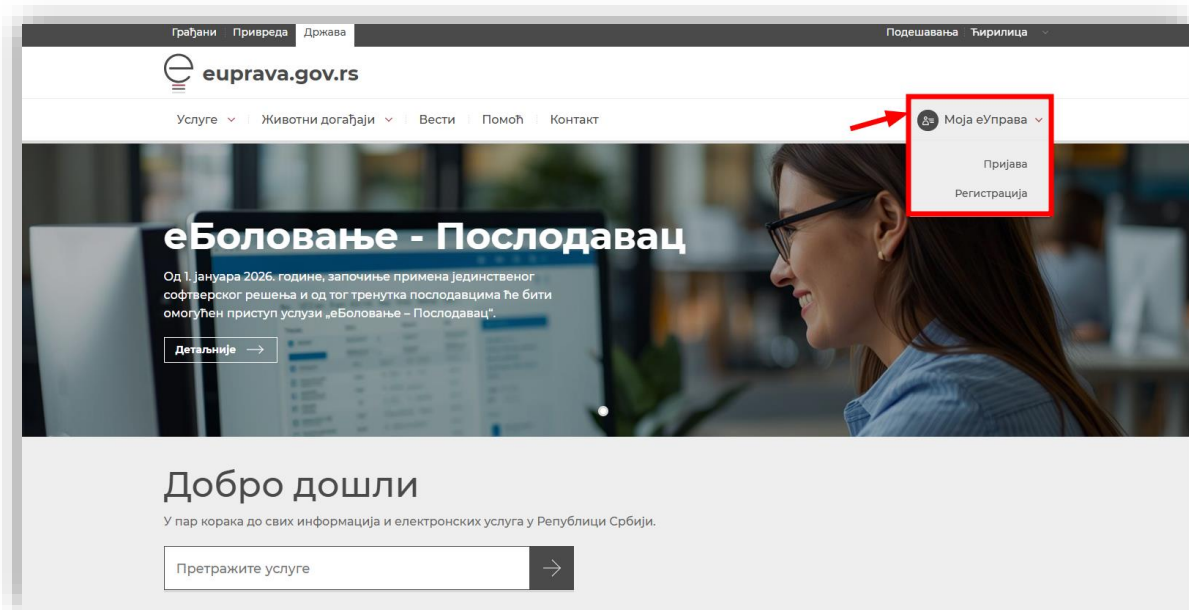 Грађани Привреда Држава Подешавања Ћирилица
euprava.gov.rs
Услуге Животни догађаји Вести Помоћ Контакт Моја еУправа
Пријава
Регистрација
еБоловање - Послодавац
Од 1. јануара 2026. године, започиње примена јединственог
софтверског решења и од тог тренутка послодавцима ће бити
омогућен приступ услузи „еБоловање – Послодавац“.
Детаљније
Добро дошли
У пар корака до свих информација и електронских услуга у Републици Србији.
Претражите услуге